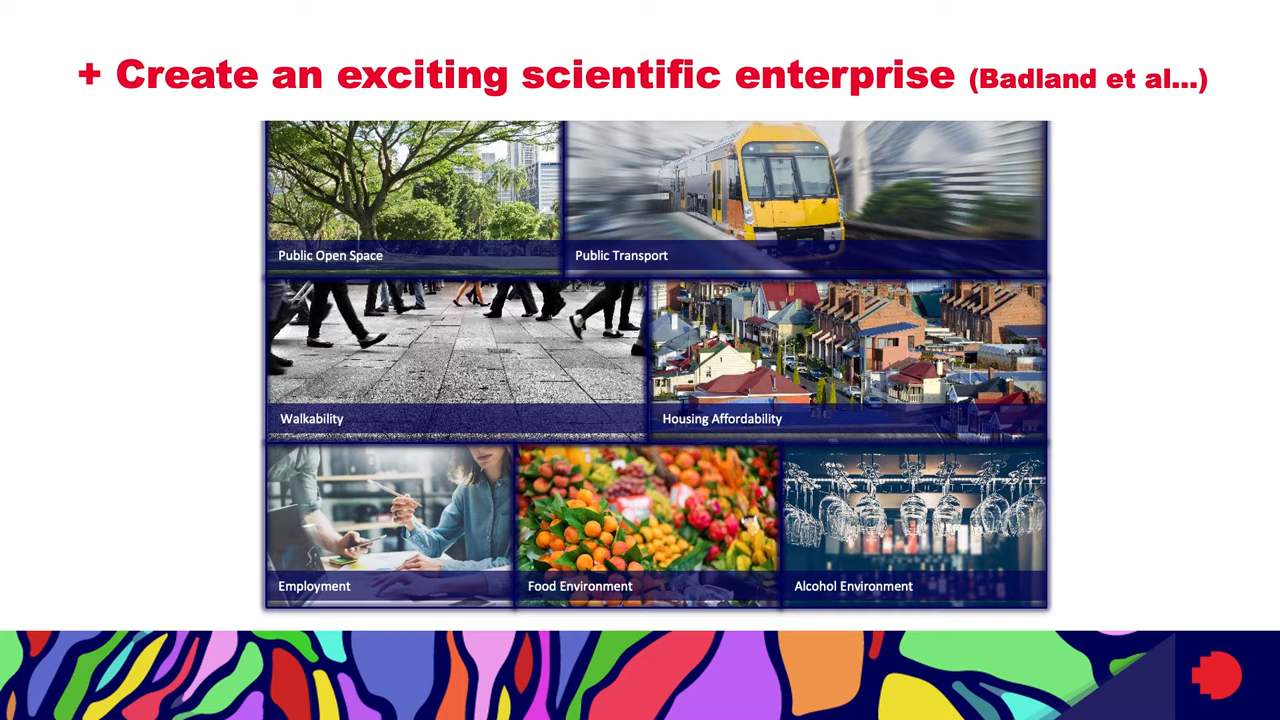 + Create an exciting scientific enterprise (Badland et al...)
Public Open Space
Public Transport
Walkability
Housing Affordability
Employment
Food Environment
Alcohol Environment